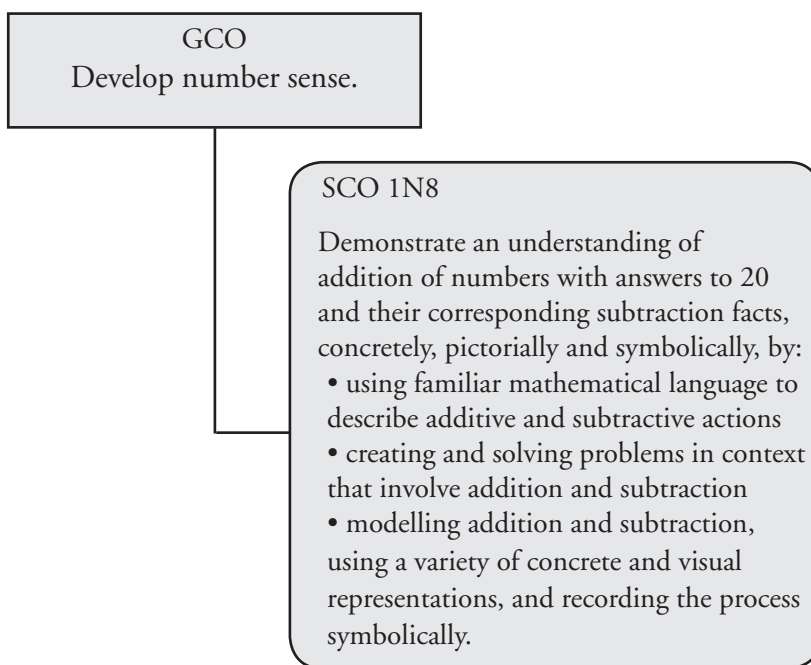 GCO
Develop number sense.
SCO 1N8
Demonstrate an understanding of
addition of numbers with answers to 20
and their corresponding subtraction facts,
concretely, pictorially and symbolically, by:
• using familiar mathematical language to
describe additive and subtractive actions
• creating and solving problems in context
that involve addition and subtraction
• modelling addition and subtraction,
using a variety of concrete and visual
representations, and recording the process
symbolically.